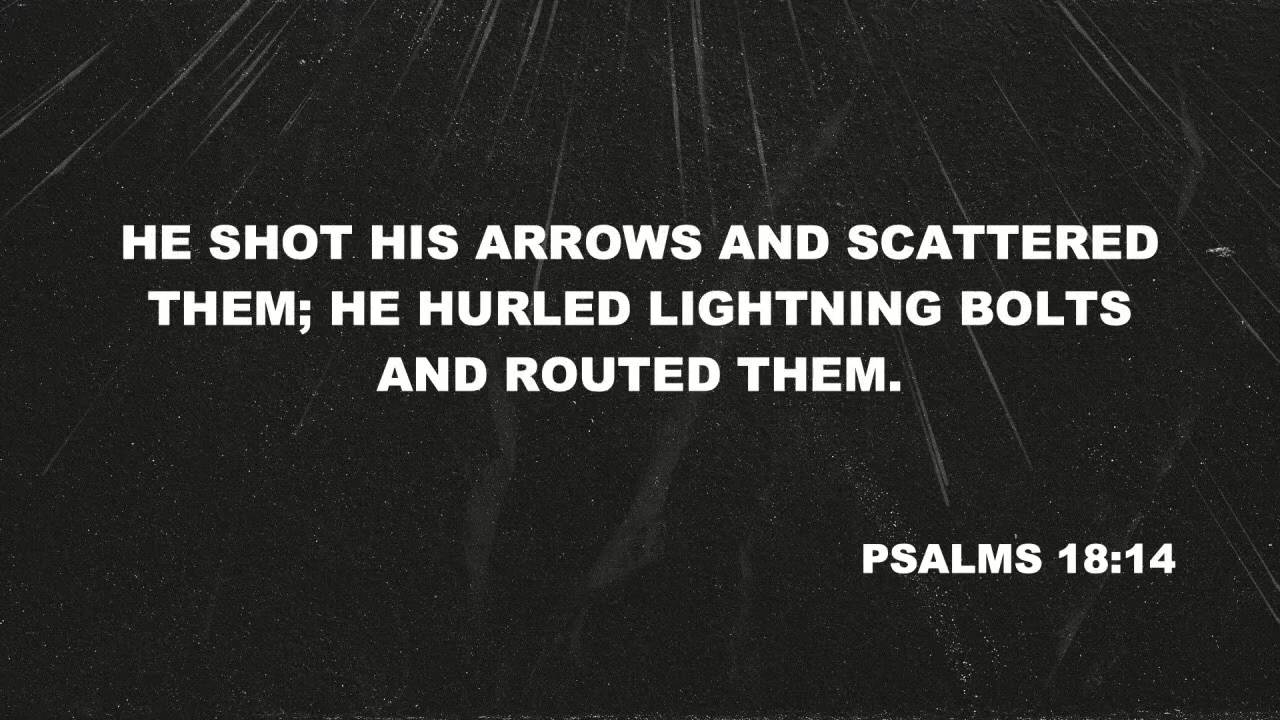 HE SHOT HIS ARROWS AND SCATTERED
THEM; HE HURLED LIGHTNING BOLTS
AND ROUTED THEM.
PSALMS 18:14